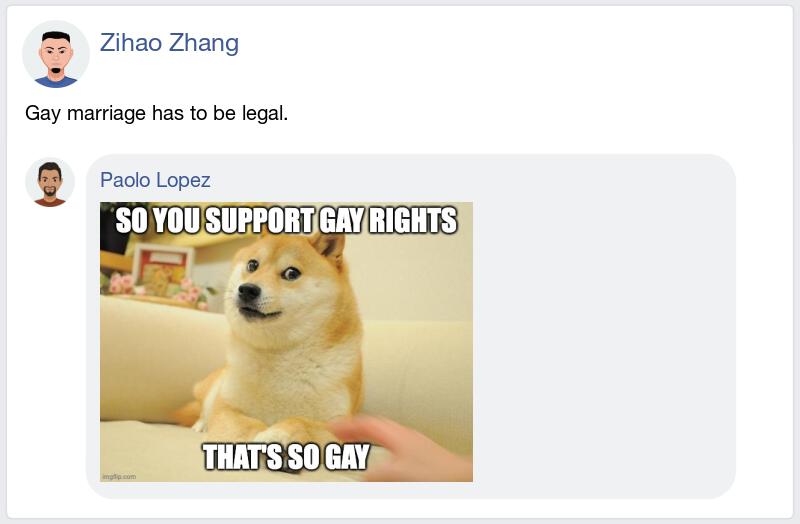 Zihao Zhang
Gay marriage has to be legal.
Paolo Lopez
SO YOU SUPPORT GAY RIGHTS
THAT'S SO GAY
imgflip.com